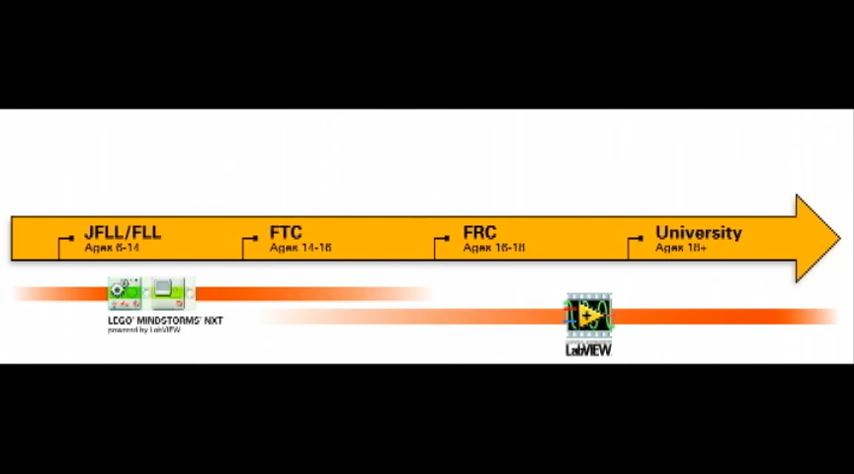 JFLL/FLL
Ages 6-14
FTC
Ages 14-16
FRC
Ages 16-18
University
Ages 18+
LEGO® MINDSTORMS® NXT
powered by LabVIEW
LabVIEW